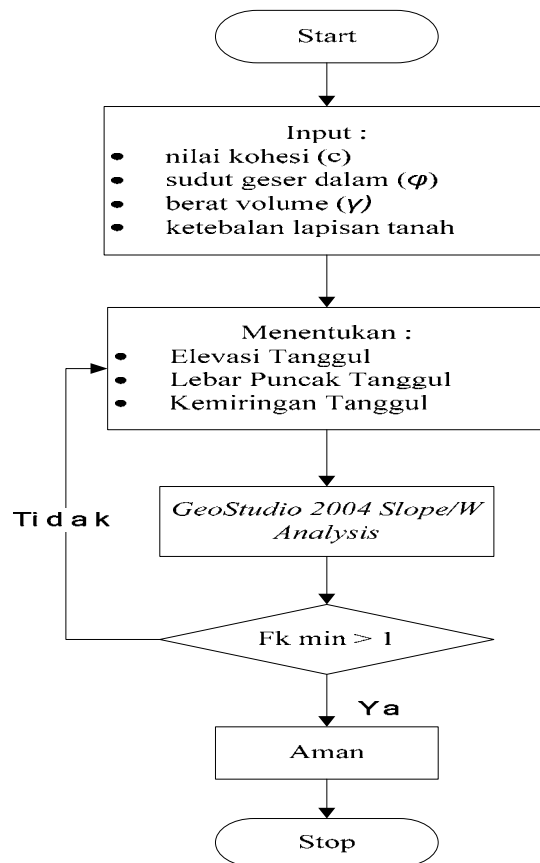 Start
Input :
• nilai kohesi (c)
• sudut geser dalam (φ)
• berat volume (γ)
• ketebalan lapisan tanah
Menentukan :
• Elevasi Tanggul
• Lebar Puncak Tanggul
• Kemiringan Tanggul
GeoStudio 2004 Slope/W
Analysis
Tidak
Fk min > 1
Ya
Aman
Stop